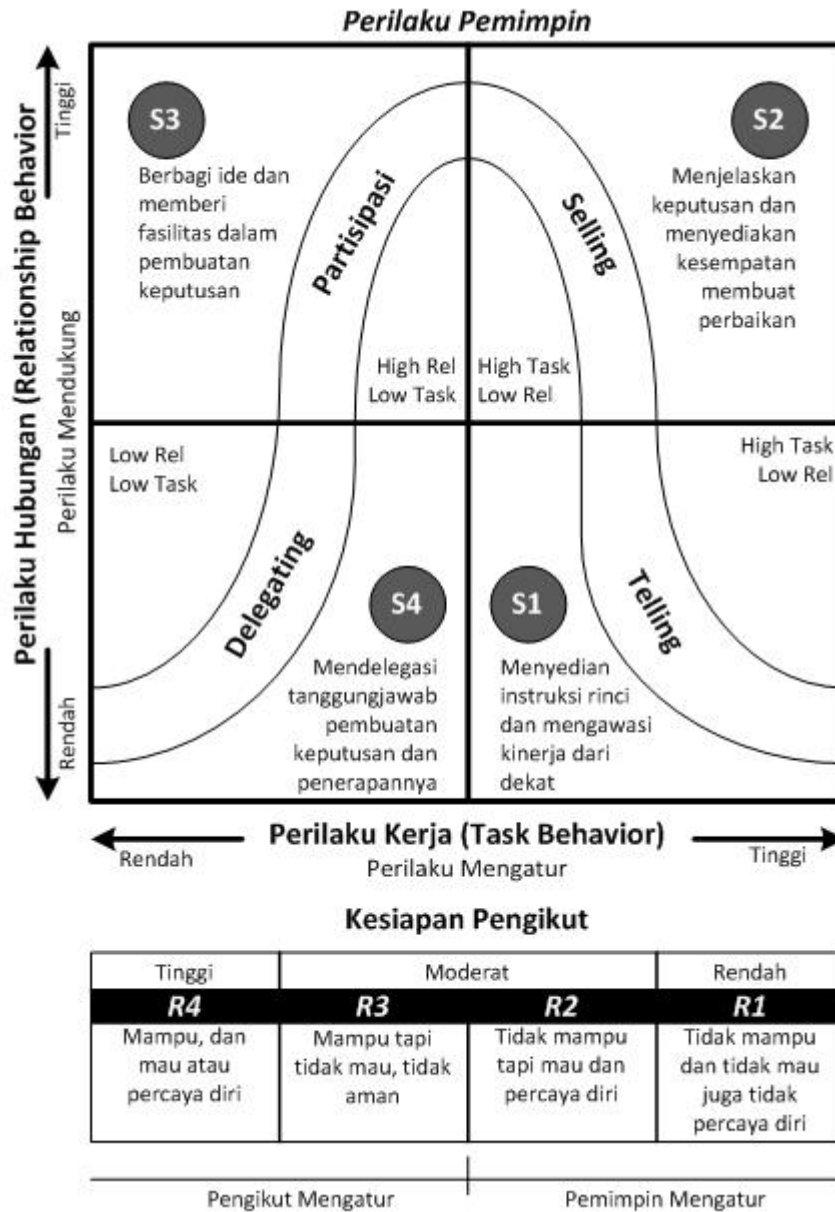 Perilaku Pemimpin
Perilaku Hubungan (Relationship Behavior
Perilaku Mendukung
Tinggi
Rendah
S3
Berbagi ide dan
memberi
fasilitas dalam
pembuatan
keputusan
Partisipasi
High Rel
Low Task
S2
Menjelaskan
keputusan dan
menyediakan
kesempatan
membuat
perbaikan
Selling
High Task
Low Rel
Low Rel
Low Task
Delegating
S4
Mendelegasi
tanggungjawab
pembuatan
keputusan dan
penerapannya
High Task
Low Rel
Telling
S1
Menyedian
instruksi rinci
dan mengawasi
kinerja dari
dekat
Rendah
Perilaku Kerja (Task Behavior)
Perilaku Mengatur
Tinggi
Kesiapan Pengikut
Tinggi Moderat Rendah
R4 R3 R2 R1
Mampu, dan
mau atau
percaya diri
Mampu tapi
tidak mau, tidak
aman
Tidak mampu
tapi mau dan
percaya diri
Tidak mampu
dan tidak mau
juga tidak
percaya diri
Pengikut Mengatur Pemimpin Mengatur